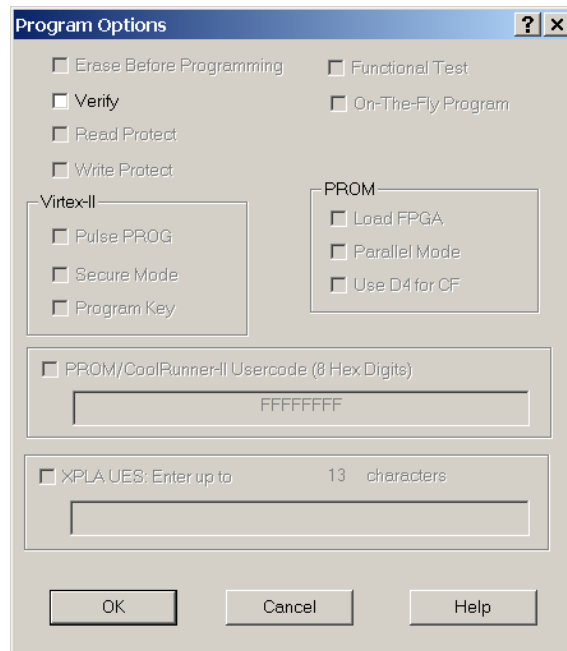 Program Options
Erase Before Programming
Functional Test
Verify
On-The-Fly Program
Read Protect
Write Protect
Virtex-II
Pulse PROG
Secure Mode
Program Key
PROM
Load FPGA
Parallel Mode
Use D4 for CF
PROM/CoolRunner-II Usercode (8 Hex Digits)
FFFFFFFF
XPLA UES: Enter up to 13 characters
OK
Cancel
Help